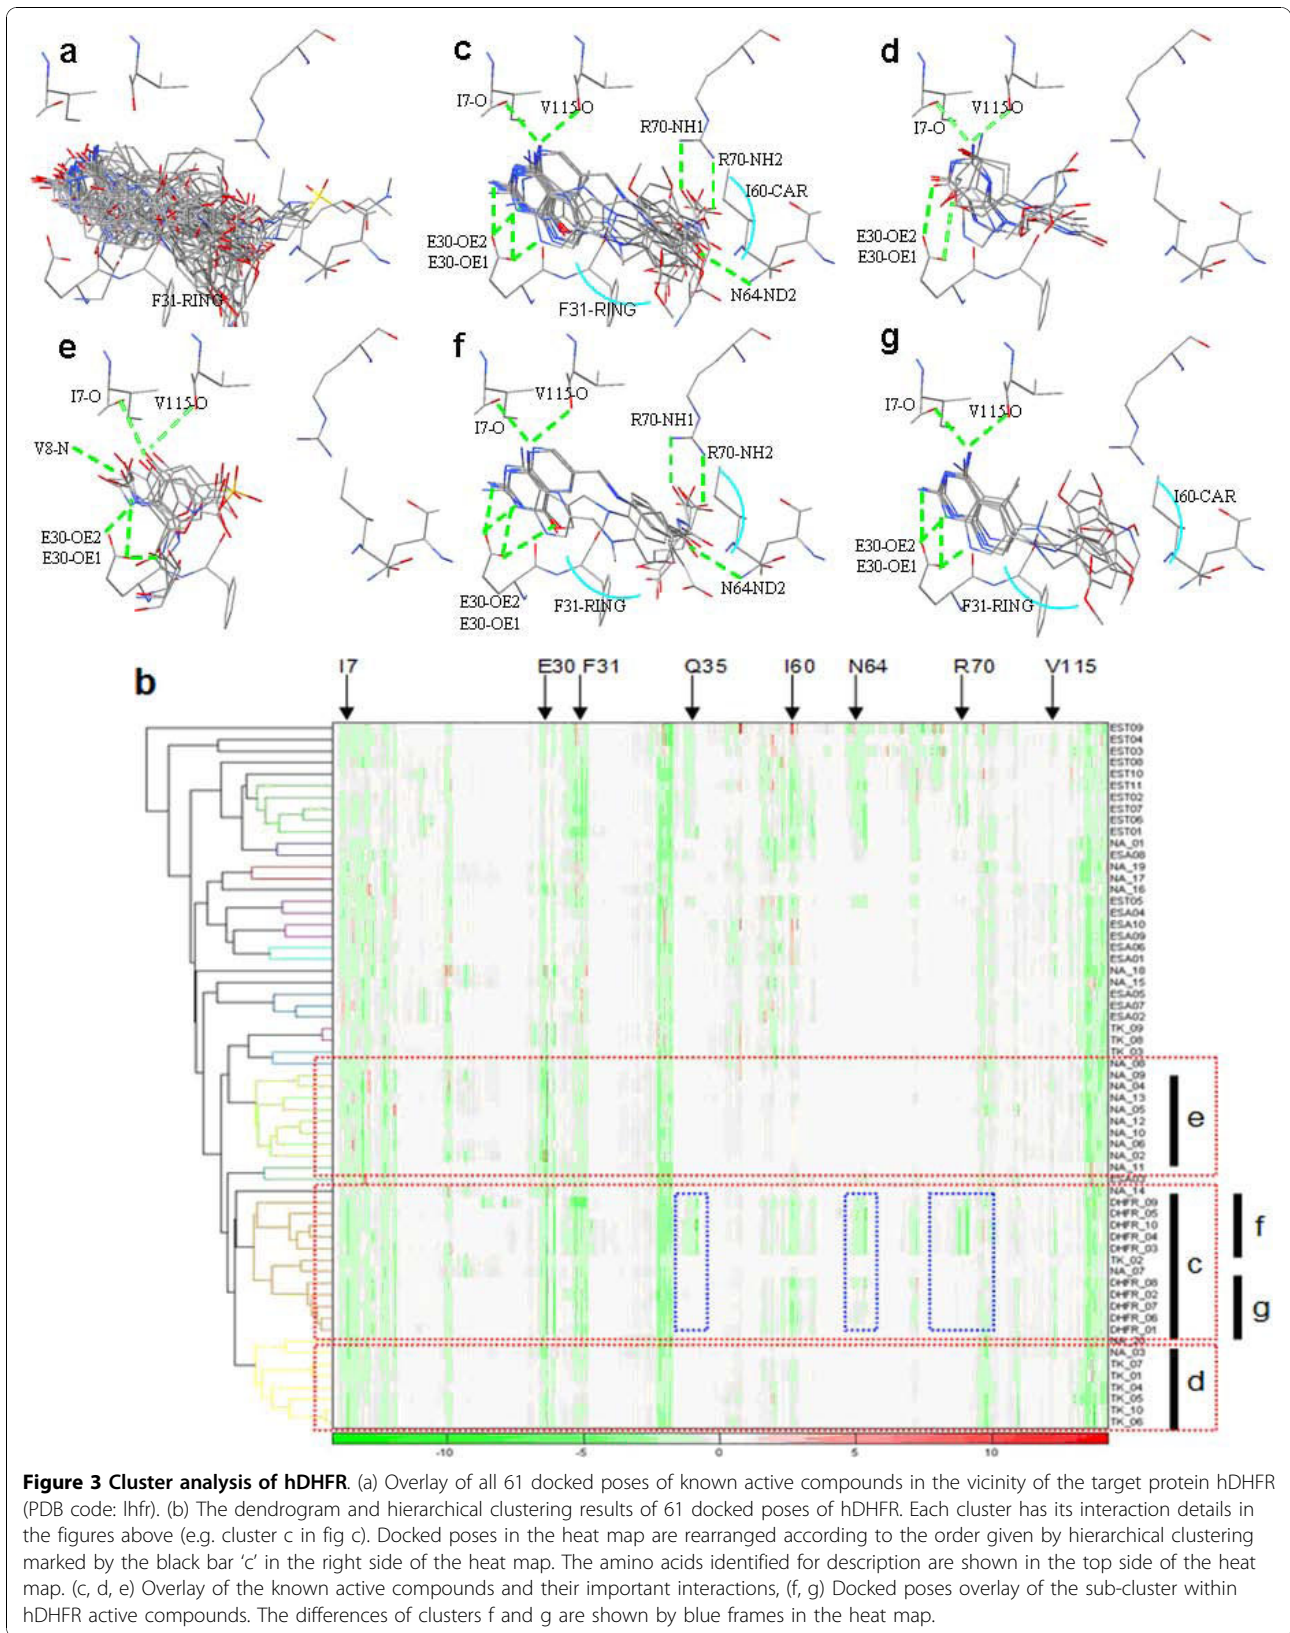 a
F31-RING
c
I7-O
V115-O
R70-NH1
R70-NH2
I60-CAR
E30-OE2
E30-OE1
F31-RING
N64-ND2
d
I7-O
V115-O
E30-OE2
E30-OE1
e
I7-O
V115-O
V8-N
E30-OE2
E30-OE1
f
I7-O
V115-O
R70-NH1
R70-NH2
E30-OE2
E30-OE1
F31-RING
N64-ND2
g
I7-O
V115-O
I60-CAR
E30-OE2
E30-OE1
F31-RING
b
I7 E30 F31 Q35 I60 N64 R70 V115
EST09
EST04
EST03
EST08
EST10
EST11
EST02
EST07
EST06
EST01
NA_01
ESA08
NA_19
NA_17
NA_16
EST05
ESA04
ESA10
ESA09
ESA06
ESA01
NA_18
NA_15
ESA05
ESA07
ESA02
TK_09
TK_08
TK_03
NA_08
NA_09
NA_04
NA_13
NA_05
NA_12
NA_10
NA_06
NA_02
NA_11
ESA03
NA_14
DHFR_09
DHFR_05
DHFR_10
DHFR_04
DHFR_03
TK_02
NA_07
DHFR_08
DHFR_02
DHFR_07
DHFR_06
DHFR_01
NA_03
TK_07
TK_01
TK_04
TK_05
TK_10
TK_06
e
f
c
g
d
-10 -5 0 5 10
Figure 3 Cluster analysis of hDHFR. (a) Overlay of all 61 docked poses of known active compounds in the vicinity of the target protein hDHFR
(PDB code: lhfr). (b) The dendrogram and hierarchical clustering results of 61 docked poses of hDHFR. Each cluster has its interaction details in
the figures above (e.g. cluster c in fig c). Docked poses in the heat map are rearranged according to the order given by hierarchical clustering
marked by the black bar ‘c’ in the right side of the heat map. The amino acids identified for description are shown in the top side of the heat
map. (c, d, e) Overlay of the known active compounds and their important interactions, (f, g) Docked poses overlay of the sub-cluster within
hDHFR active compounds. The differences of clusters f and g are shown by blue frames in the heat map.